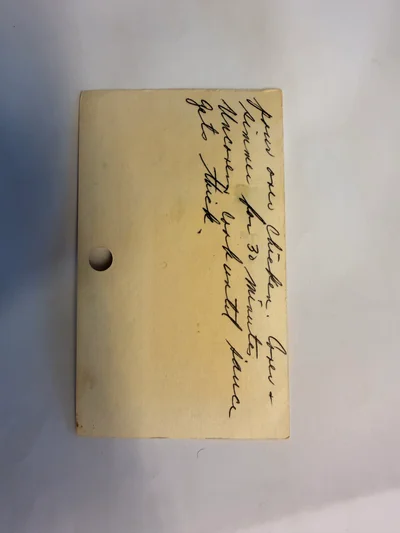 pour over Chicken. Cover +
simmer for 30 minutes.
Uncover, Cook until sauce
gets thick.